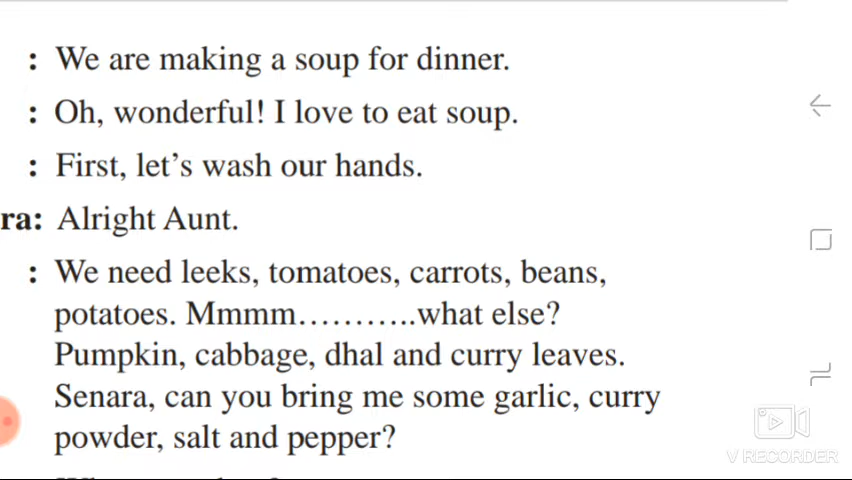 : We are making a soup for dinner.
: Oh, wonderful! I love to eat soup.
: First, let's wash our hands.
ra: Alright Aunt.
: We need leeks, tomatoes, carrots, beans,
potatoes. Mmmm………..what else?
Pumpkin, cabbage, dhal and curry leaves.
Senara, can you bring me some garlic, curry
powder, salt and pepper?
V RECORDER